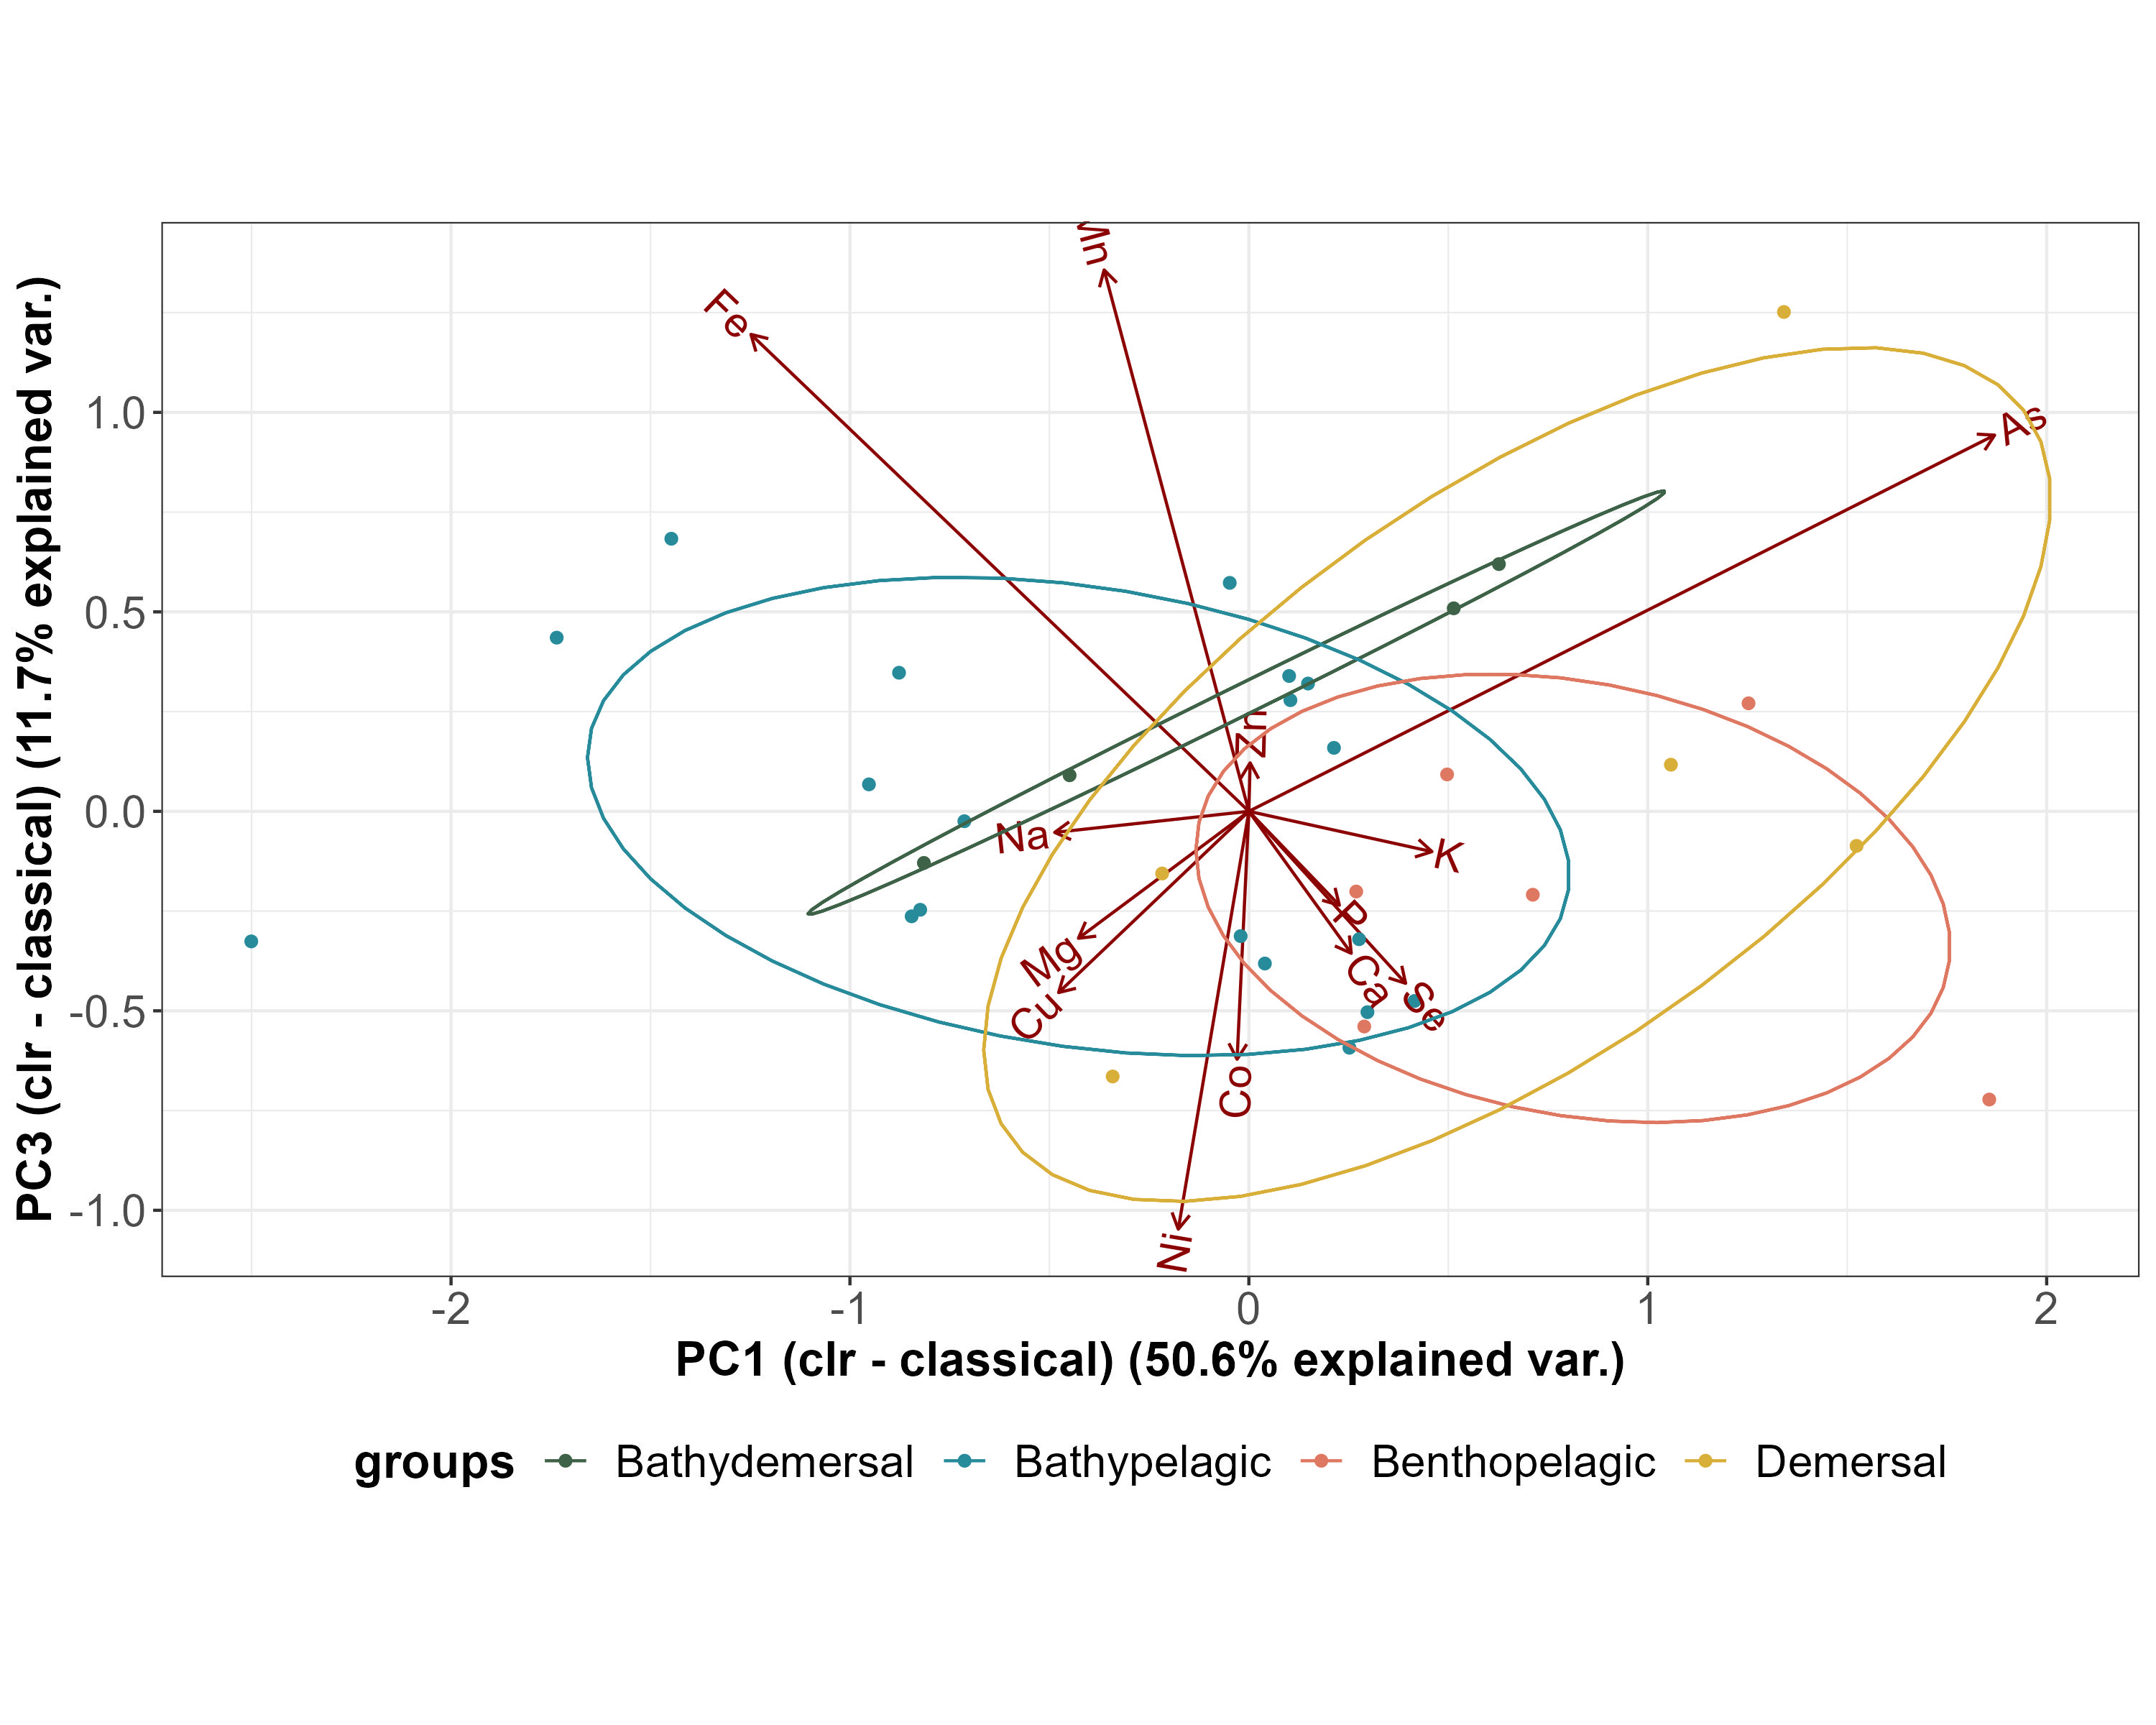 Mn
Fe
1.0
As
0.5
Zn
0.0
Na
K
P
Mg
Ca
Se
-0.5
Cu
Co
-1.0
Ni
PC3 (clr - classical) (11.7% explained var.)
-2 -1 0 1 2
PC1 (clr - classical) (50.6% explained var.)
groups Bathydemersal Bathypelagic Benthopelagic Demersal